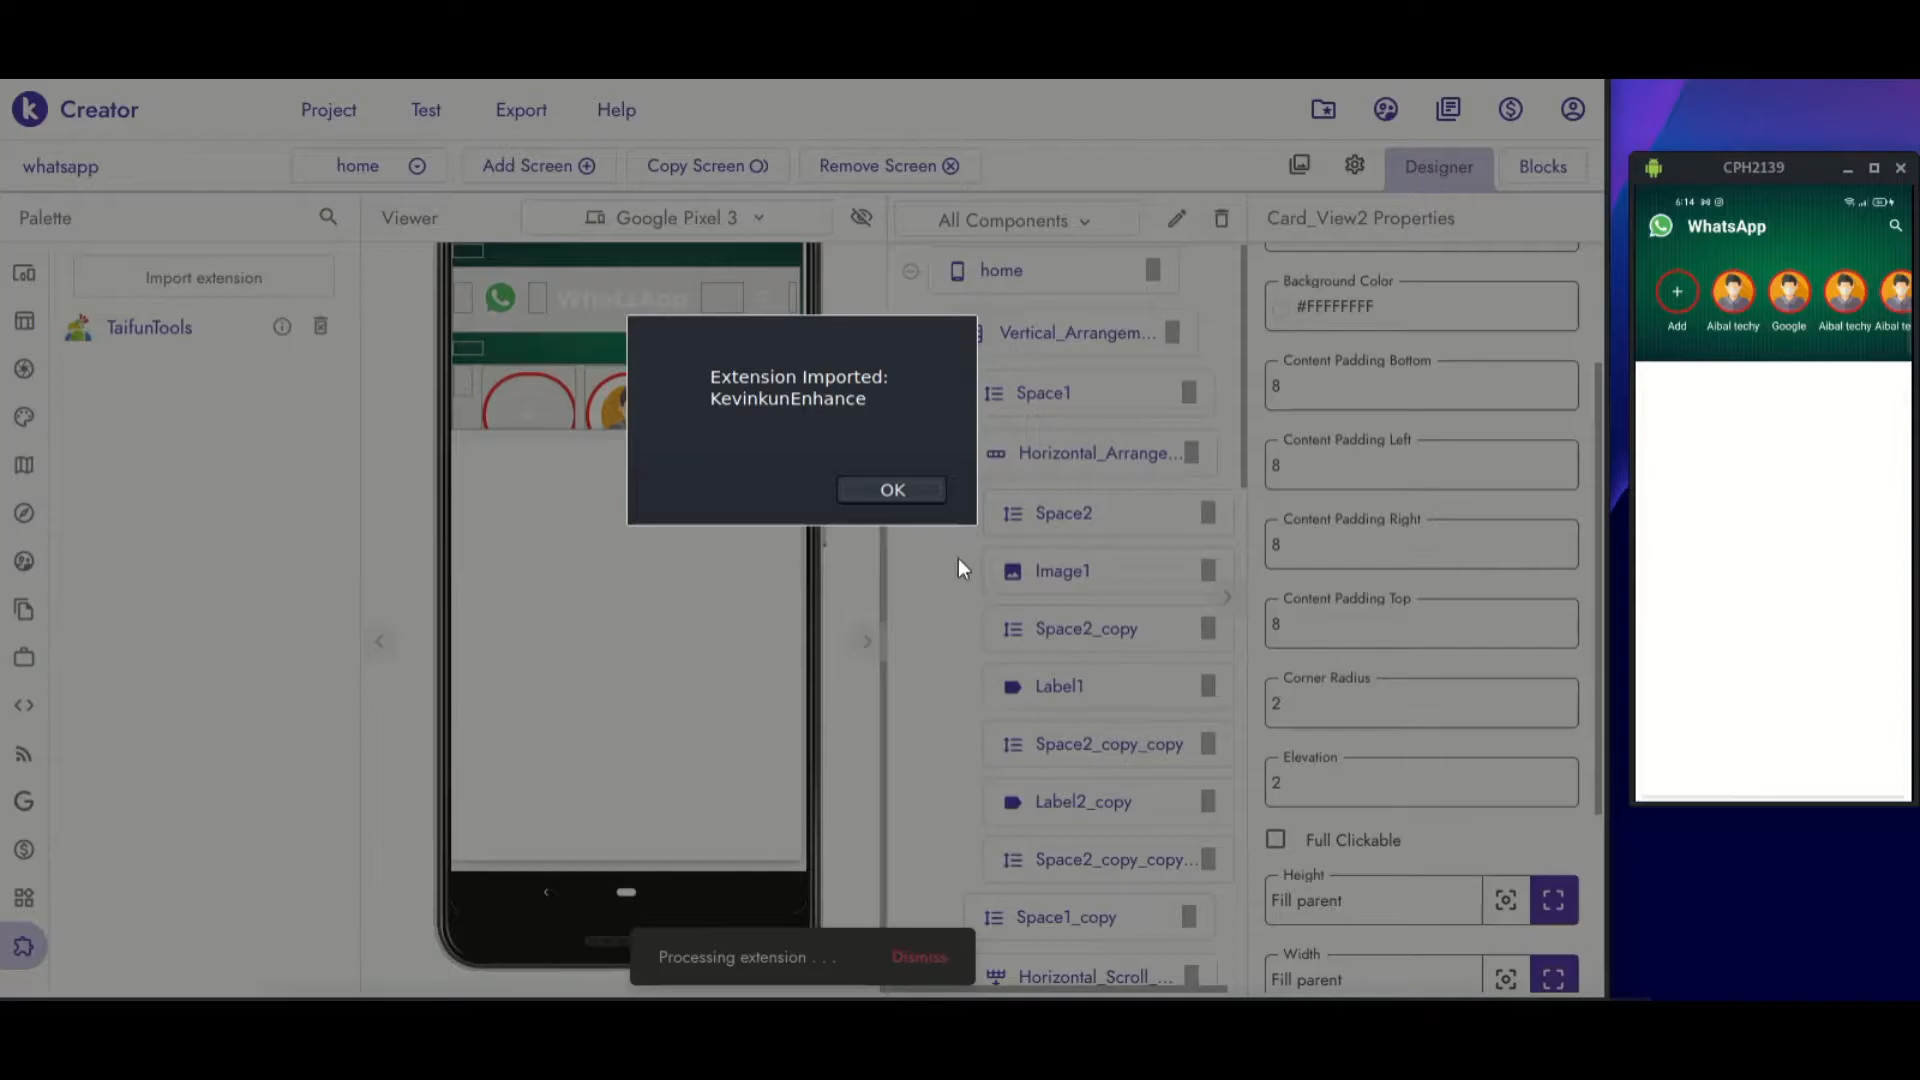 Creator
Project
Test
Export
Help
whatsapp
home
Add Screen
Copy Screen
Remove Screen
Designer
Blocks
Palette
Viewer
Google Pixel 3
All Components
Card_View2 Properties
Import extension
TaifunTools
WhatsApp
Extension Imported:
KevinkunEnhance
OK
Processing extension . . .
Dismiss
home
Vertical_Arrangem...
Space1
Horizontal_Arrange...
Space2
Image1
Space2_copy
Label1
Space2_copy_copy
Label2_copy
Space2_copy_copy...
Space1_copy
Horizontal_Scroll_...
Background Color
#FFFFFFFF
Content Padding Bottom
8
Content Padding Left
8
Content Padding Right
8
Content Padding Top
8
Corner Radius
2
Elevation
2
Full Clickable
Height
Fill parent
Width
Fill parent
CPH2139
6:14
WhatsApp
Add
Aibal techy
Google
Aibal techy
Aibal te